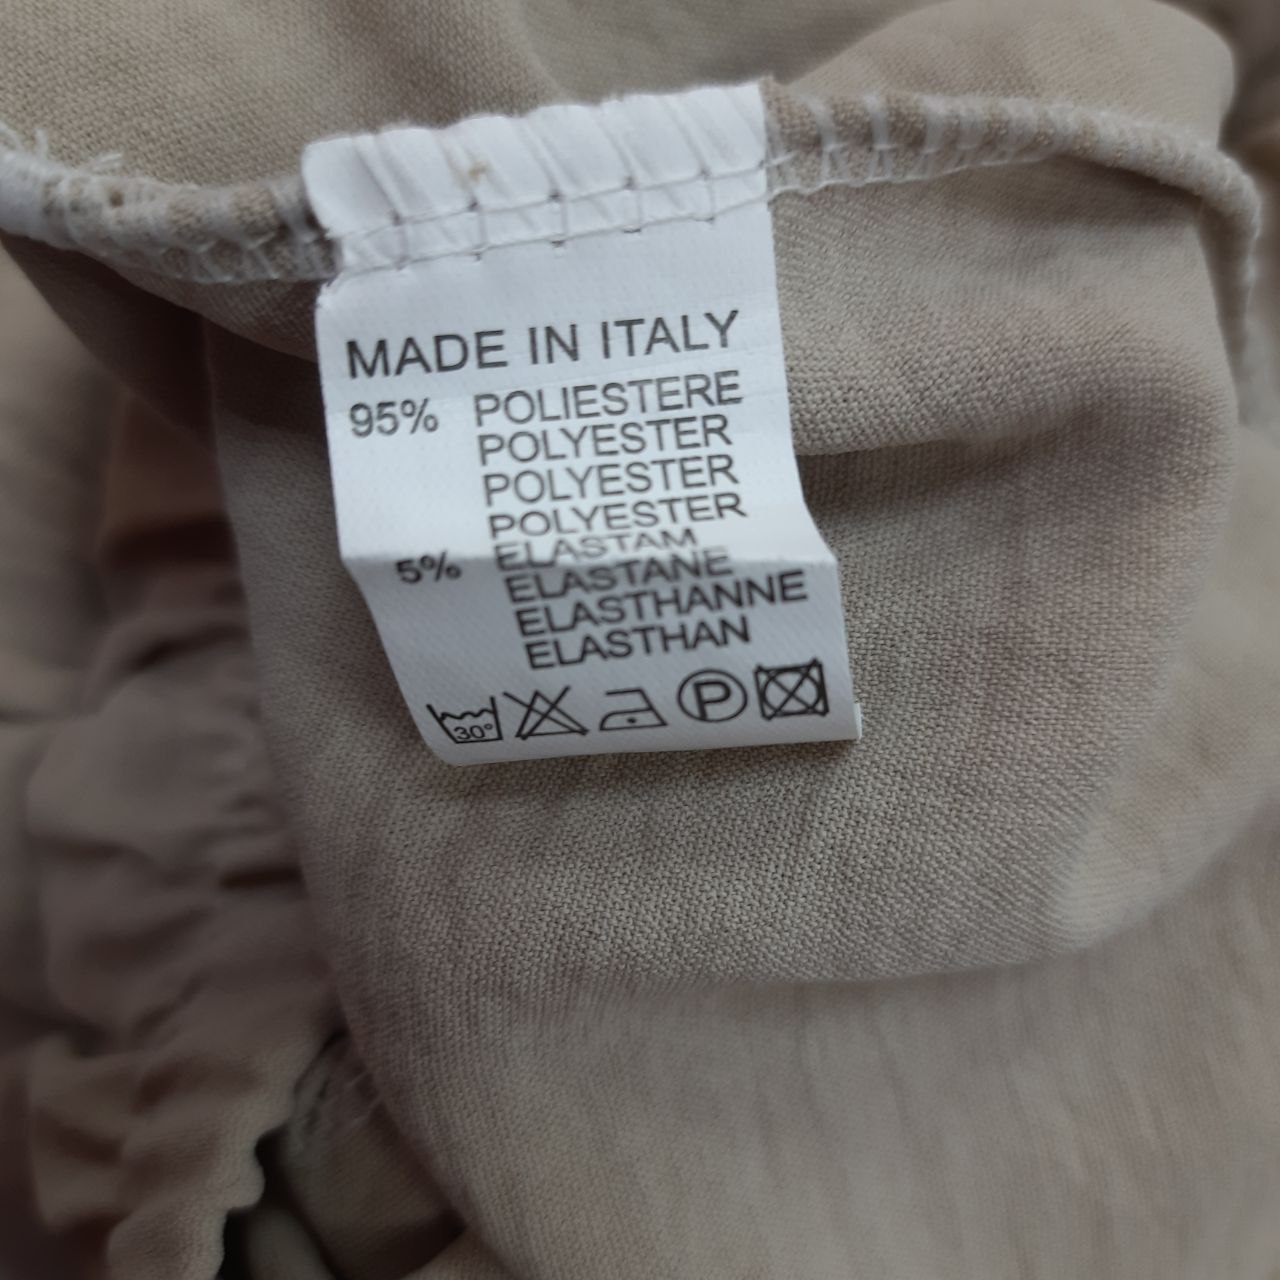 MADE IN ITALY
95% POLIESTERE
POLYESTER
POLYESTER
POLYESTER
5% ELASTAM
ELASTANE
ELASTHANNE
ELASTHAN
30° P